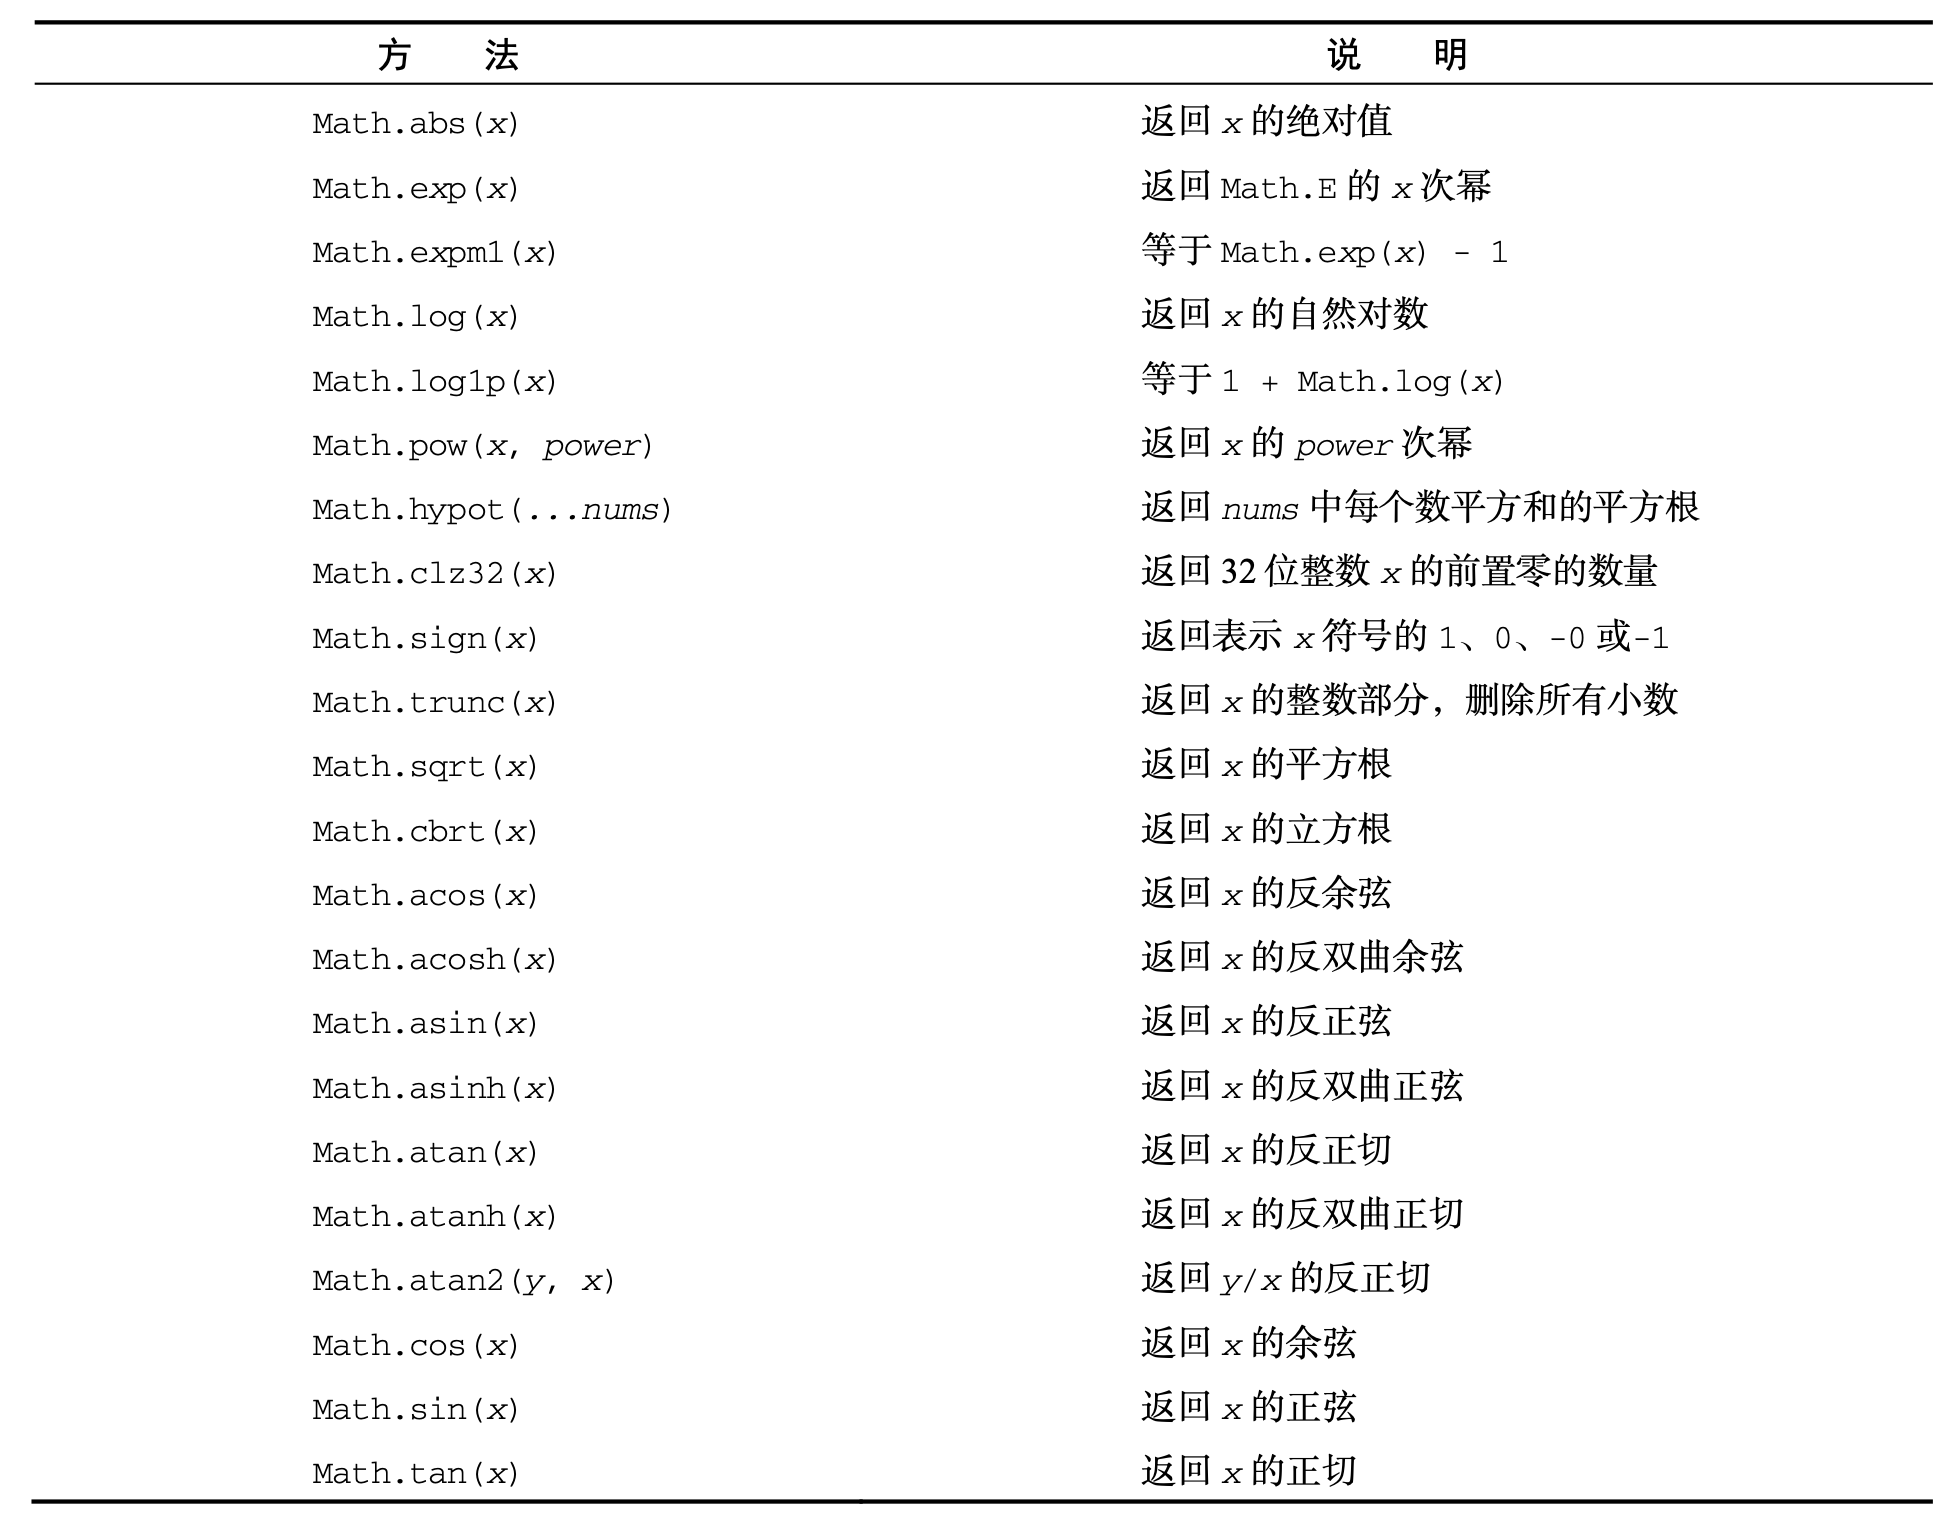 方 法 说 明
Math.abs(x) 返回 x 的绝对值
Math.exp(x) 返回 Math.E 的 x 次幂
Math.expm1(x) 等于 Math.exp(x) - 1
Math.log(x) 返回 x 的自然对数
Math.log1p(x) 等于 1 + Math.log(x)
Math.pow(x, power) 返回 x 的 power 次幂
Math.hypot(...nums) 返回 nums 中每个数平方和的平方根
Math.clz32(x) 返回 32 位整数 x 的前置零的数量
Math.sign(x) 返回表示 x 符号的 1、0、-0 或-1
Math.trunc(x) 返回 x 的整数部分，删除所有小数
Math.sqrt(x) 返回 x 的平方根
Math.cbrt(x) 返回 x 的立方根
Math.acos(x) 返回 x 的反余弦
Math.acosh(x) 返回 x 的反双曲余弦
Math.asin(x) 返回 x 的反正弦
Math.asinh(x) 返回 x 的反双曲正弦
Math.atan(x) 返回 x 的反正切
Math.atanh(x) 返回 x 的反双曲正切
Math.atan2(y, x) 返回 y/x 的反正切
Math.cos(x) 返回 x 的余弦
Math.sin(x) 返回 x 的正弦
Math.tan(x) 返回 x 的正切